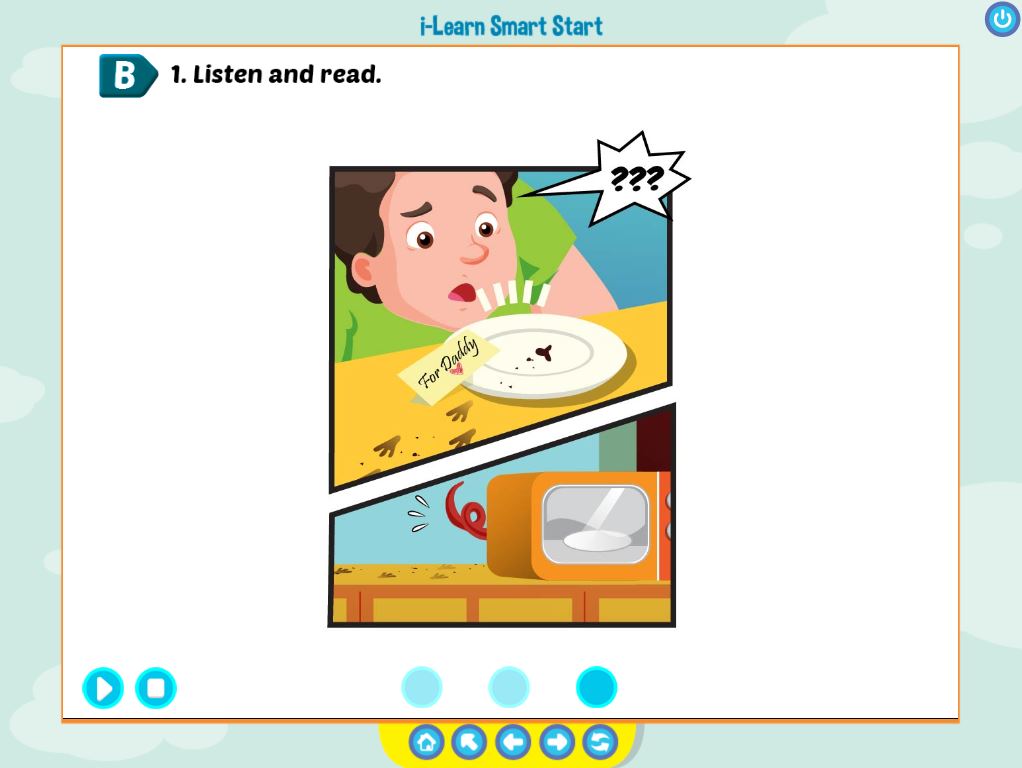 i-Learn Smart Start
B 1. Listen and read.
???
For Daddy